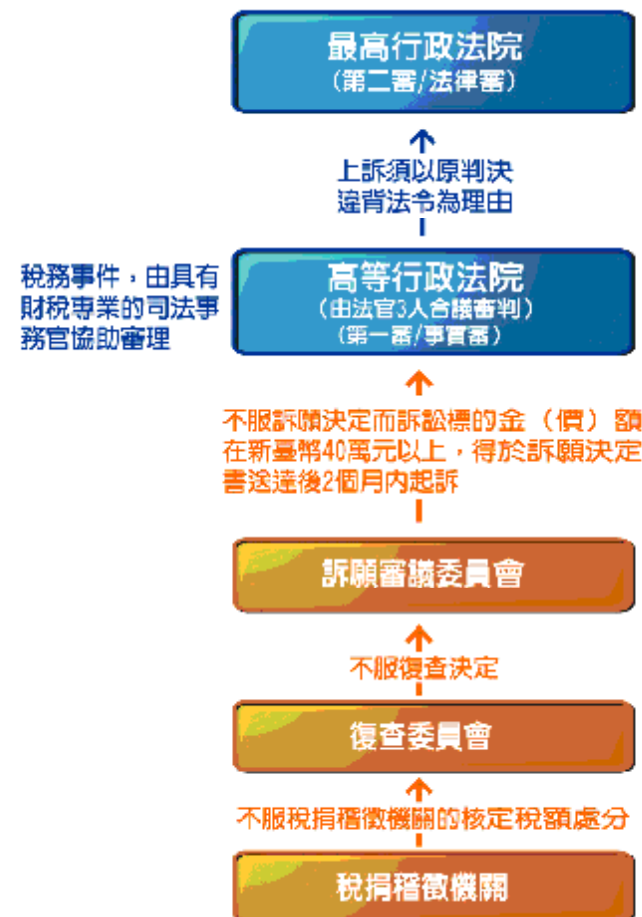 最高行政法院
(第二審/法律審)
上訴須以原判決
違背法令為理由
稅務事件，由具有
財稅專業的司法事
務官協助審理
高等行政法院
(由法官3人合議審判)
(第一審/事實審)
不服訴願決定而訴訟標的金（價）額
在新臺幣40萬元以上，得於訴願決定
書送達後2個月內起訴
訴願審議委員會
不服復查決定
復查委員會
不服稅捐稽徵機關的核定稅額處分
稅捐稽徵機關